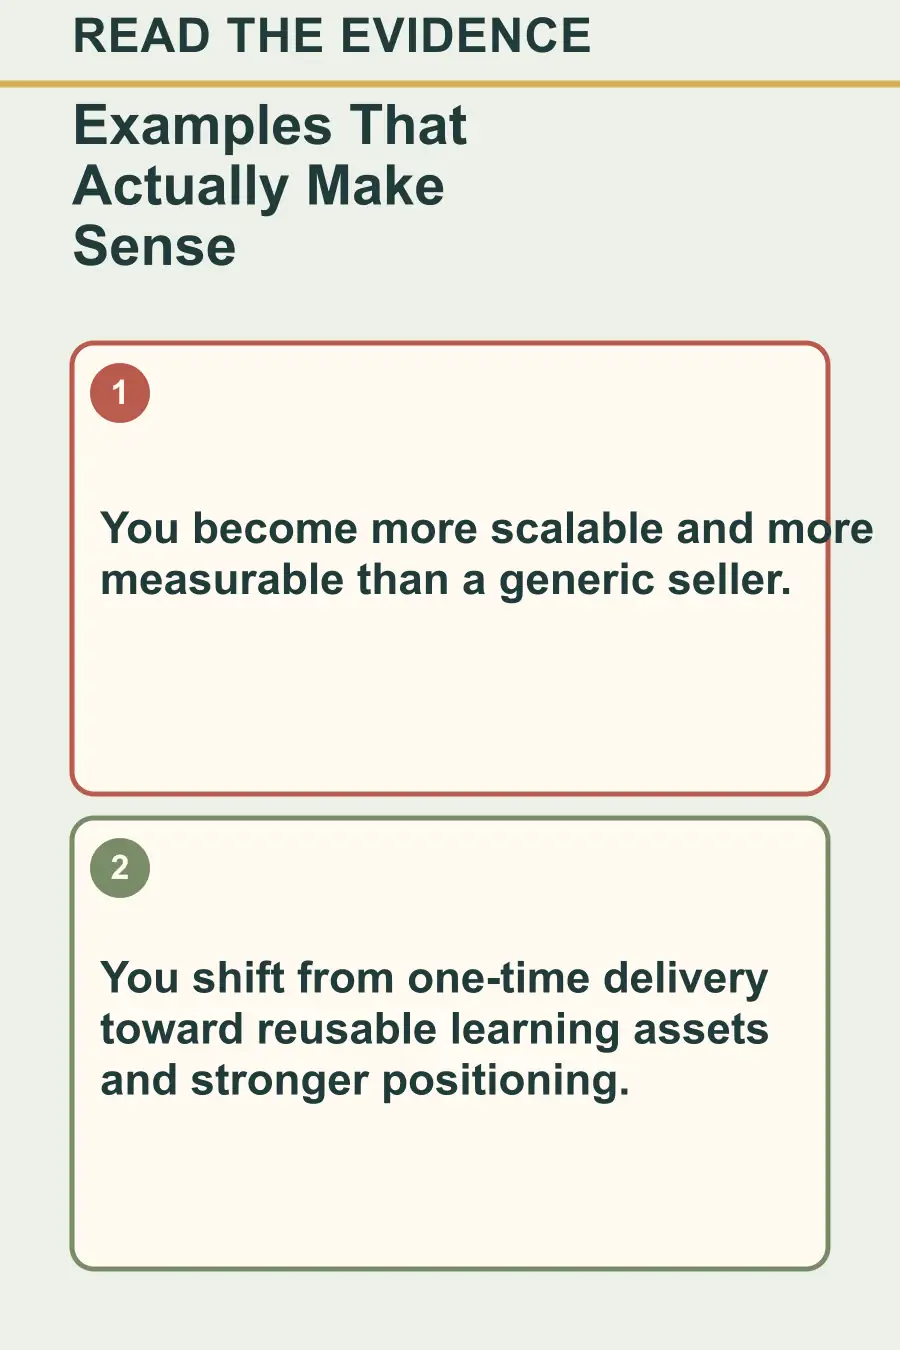 READ THE EVIDENCE
Examples That
Actually Make
Sense
1
You become more scalable and more
measurable than a generic seller.
2
You shift from one-time delivery
toward reusable learning assets
and stronger positioning.